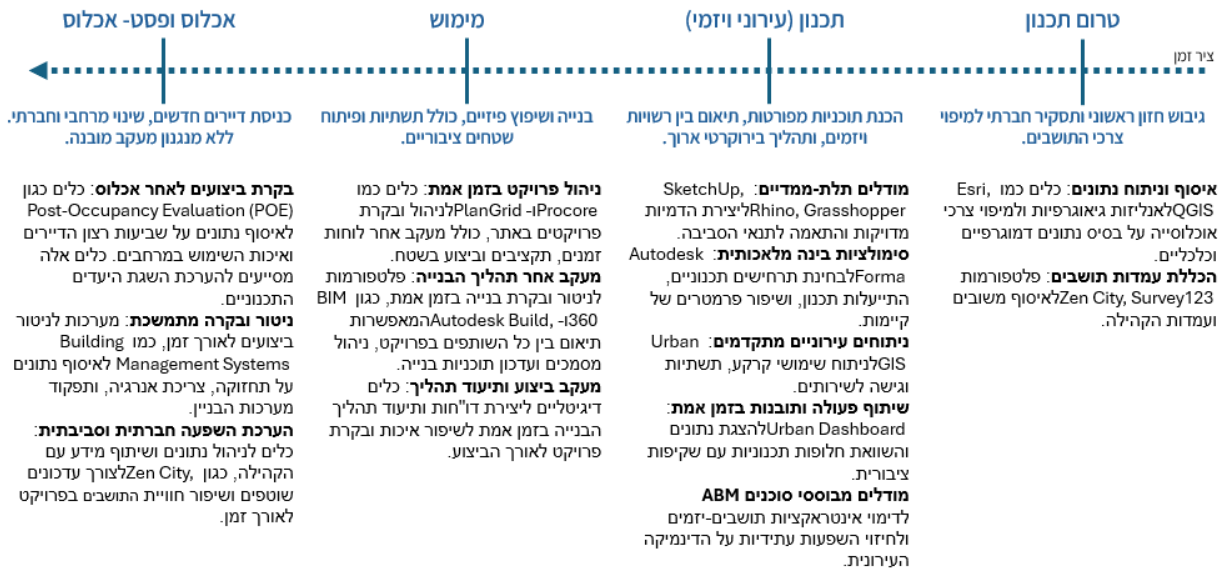 טרום תכנון
תכנון (עירוני ויזמי)
מימוש
אכלוס ופסט- אכלוס
ציר זמן
גיבוש חזון ראשוני ותסקיר חברתי למיפוי
צרכי התושבים.
הכנת תוכניות מפורטות, תיאום בין רשויות
ויזמים, ותהליך בירוקרטי ארוך.
בנייה ושיפוץ פיזיים, כולל תשתיות ופיתוח
שטחים ציבוריים.
כניסת דיירים חדשים, שינוי מרחבי וחברתי.
ללא מנגנון מעקב מובנה.
איסוף וניתוח נתונים: כלים כמו Esri,
QGISלאנליזות גיאוגרפיות ולמיפוי צרכי
אוכלוסייה על בסיס נתונים דמוגרפיים
וכלכליים.
הכללת עמדות תושבים: פלטפורמות
Zen City, Survey123לאיסוף משובים
ועמדות הקהילה.
מודלים תלת-ממדיים: SketchUp,
Rhino, Grasshopperליצירת הדמיות
מדויקות והתאמה לתנאי הסביבה.
סימולציות בינה מלאכותית: Autodesk
Formaלבחינת תרחישים תכנוניים,
התייעלות תכנון, ושיפור פרמטרים של
קיימות.
ניתוחים עירוניים מתקדמים: Urban
GISלניתוח שימושי קרקע, תשתיות
וגישה לשירותים.
שיתוף פעולה ותובנות בזמן אמת:
Urban Dashboardלהצגת נתונים
והשוואת חלופות תכנוניות עם שקיפות
ציבורית.
מודלים מבוססי סוכנים ABM
לדימוי אינטראקציות תושבים-יזמים
ולחיזוי השפעות עתידיות על הדינמיקה
העירונית.
ניהול פרויקט בזמן אמת: כלים כמו
Procoreו- PlanGridלניהול ובקרת
פרויקטים באתר, כולל מעקב אחר לוחות
זמנים, תקציבים וביצוע בשטח.
מעקב אחר תהליך הבנייה: פלטפורמות
לניטור ובקרת בנייה בזמן אמת, כגון BIM
360ו- Autodesk Build,המאפשרות
תיאום בין כל השותפים בפרויקט, ניהול
מסמכים ועדכון תוכניות בנייה.
מעקב ביצוע ותיעוד תהליך: כלים
דיגיטליים ליצירת דו"חות ותיעוד תהליך
הבנייה בזמן אמת לשיפור איכות ובקרת
פרויקט לאורך הביצוע.
בקרת ביצועים לאחר אכלוס: כלים כגון
Post-Occupancy Evaluation (POE)
לאיסוף נתונים על שביעות רצון הדיירים
ואיכות השימוש במרחבים. כלים אלה
מסייעים להערכת השגת היעדים
התכנוניים.
ניטור ובקרה מתמשכת: מערכות לניטור
ביצועים לאורך זמן, כמו Building
Management Systems לאיסוף נתונים
על תחזוקה, צריכת אנרגיה, ותפקוד
מערכות הבניין.
הערכת השפעה חברתית וסביבתית:
כלים לניהול נתונים ושיתוף מידע עם
הקהילה, כגון Zen City,לצורך עדכונים
שוטפים ושיפור חוויית התושבים בפרויקט
לאורך זמן.